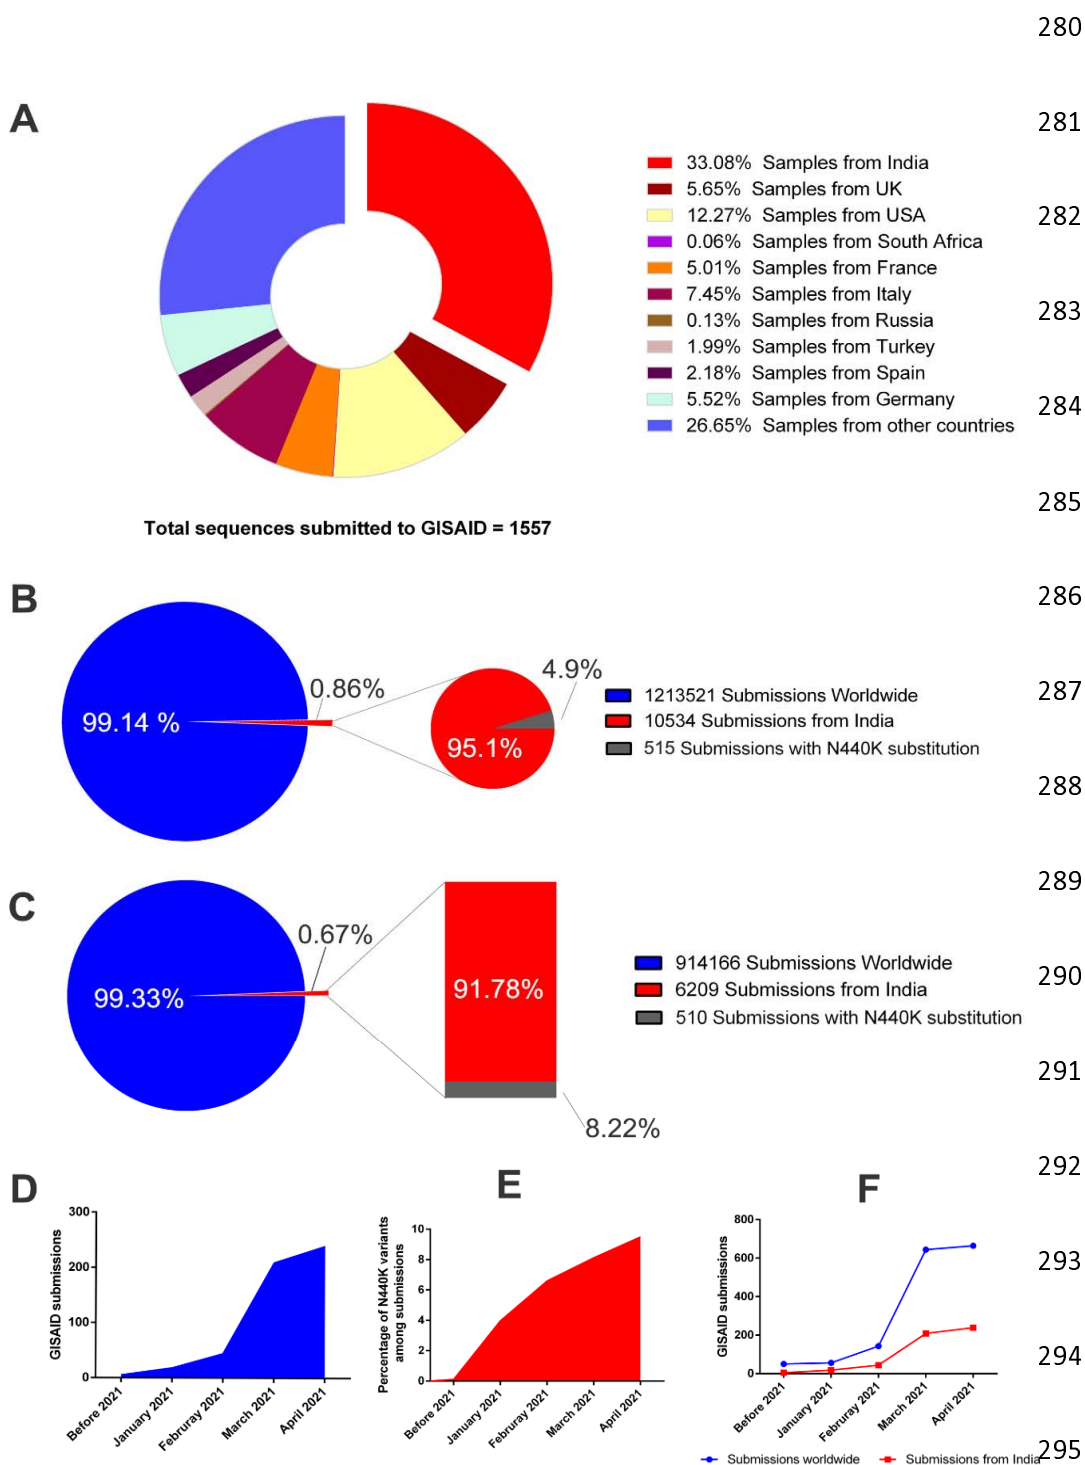 280
A
281
33.08% Samples from India
5.65% Samples from UK
282
12.27% Samples from USA
0.06% Samples from South Africa
5.01% Samples from France
7.45% Samples from Italy
283
0.13% Samples from Russia
1.99% Samples from Turkey
2.18% Samples from Spain
5.52% Samples from Germany
284
26.65% Samples from other countries
285
Total sequences submitted to GISAID = 1557
B
286
99.14 %
0.86%
4.9%
95.1%
287
1213521 Submissions Worldwide
10534 Submissions from India
515 Submissions with N440K substitution
288
C
289
99.33%
0.67%
91.78%
8.22%
914166 Submissions Worldwide
290
6209 Submissions from India
510 Submissions with N440K substitution
291
292
D
GISAID submissions
300
200
100
0
Before 2021
January 2021
Februray 2021
March 2021
April 2021
E
Percentage of N440K variants
among submissions
10
8
6
4
2
0
Before 2021
January 2021
Februray 2021
March 2021
April 2021
F
GISAID submissions
800
600
400
200
0
Before 2021
January 2021
Februray 2021
March 2021
April 2021
293
294
295
Submissions worldwide
Submissions from India